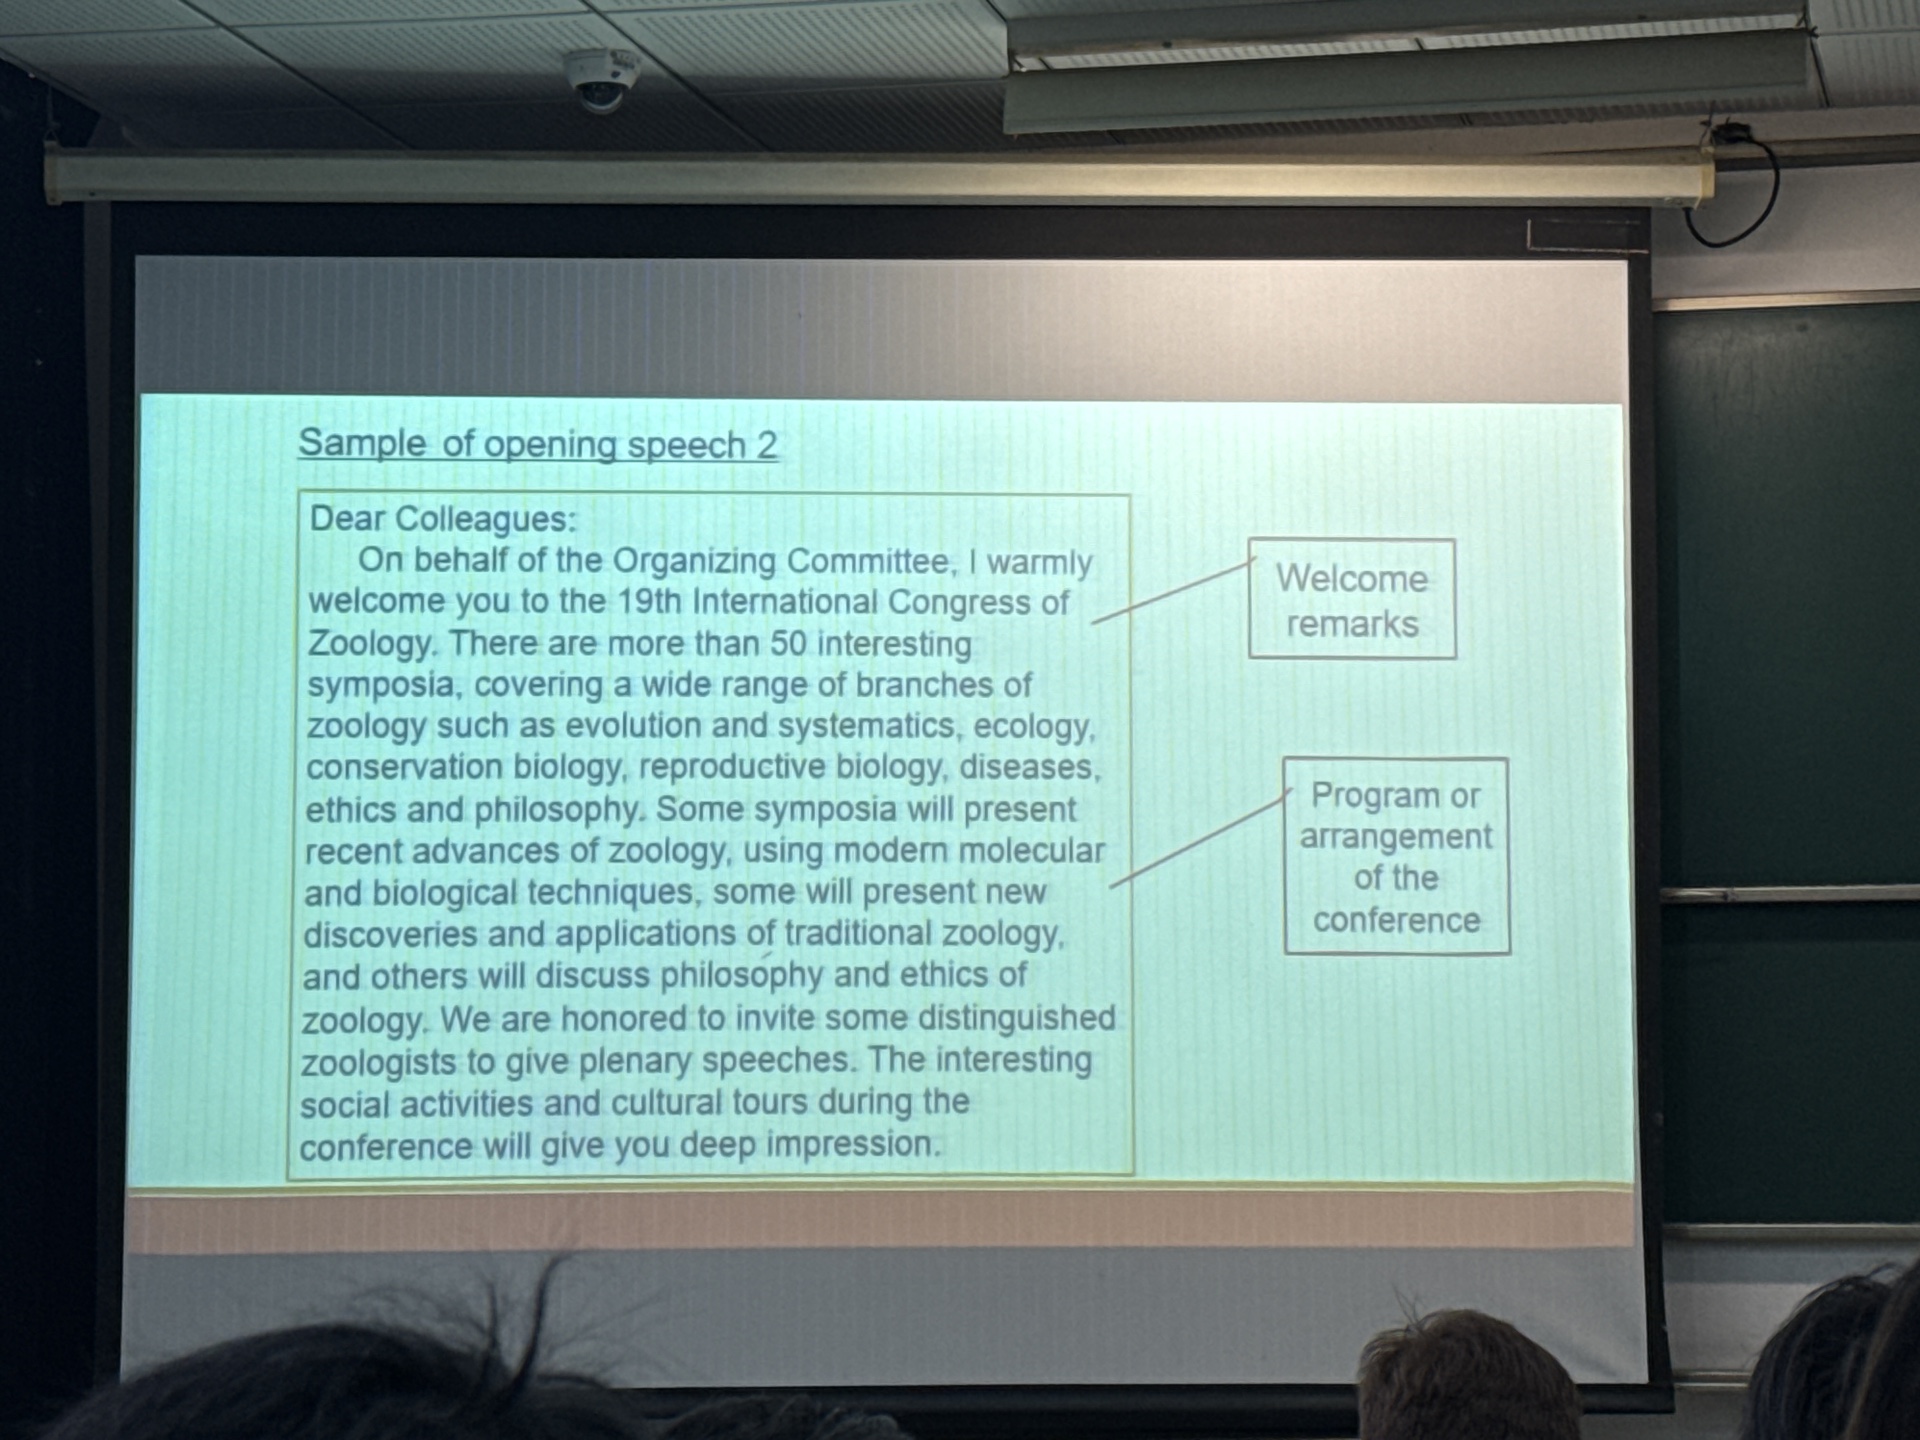 Sample of opening speech 2
Dear Colleagues:
On behalf of the Organizing Committee, I warmly
welcome you to the 19th International Congress of
Zoology. There are more than 50 interesting
symposia, covering a wide range of branches of
zoology such as evolution and systematics, ecology,
conservation biology, reproductive biology, diseases,
ethics and philosophy. Some symposia will present
recent advances of zoology, using modern molecular
and biological techniques, some will present new
discoveries and applications of traditional zoology,
and others will discuss philosophy and ethics of
zoology. We are honored to invite some distinguished
zoologists to give plenary speeches. The interesting
social activities and cultural tours during the
conference will give you deep impression.
Welcome
remarks
Program or
arrangement
of the
conference